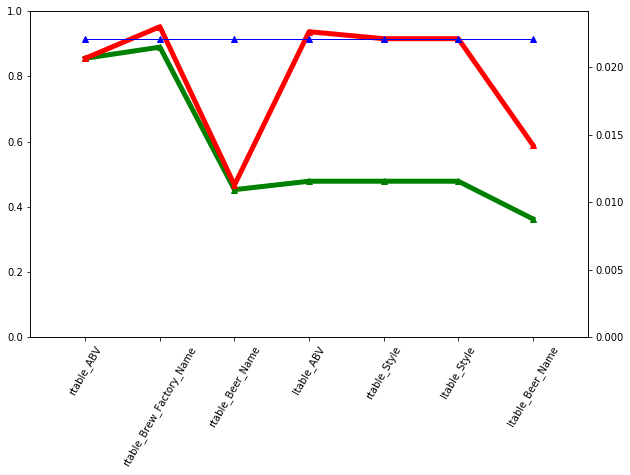 1.0
0.8
0.6
0.4
0.2
0.0
0.020
0.015
0.010
0.005
0.000
rtable_ABV
rtable_Brew_Factory_Name
rtable_Beer_Name
ltable_ABV
rtable_Style
ltable_Style
ltable_Beer_Name